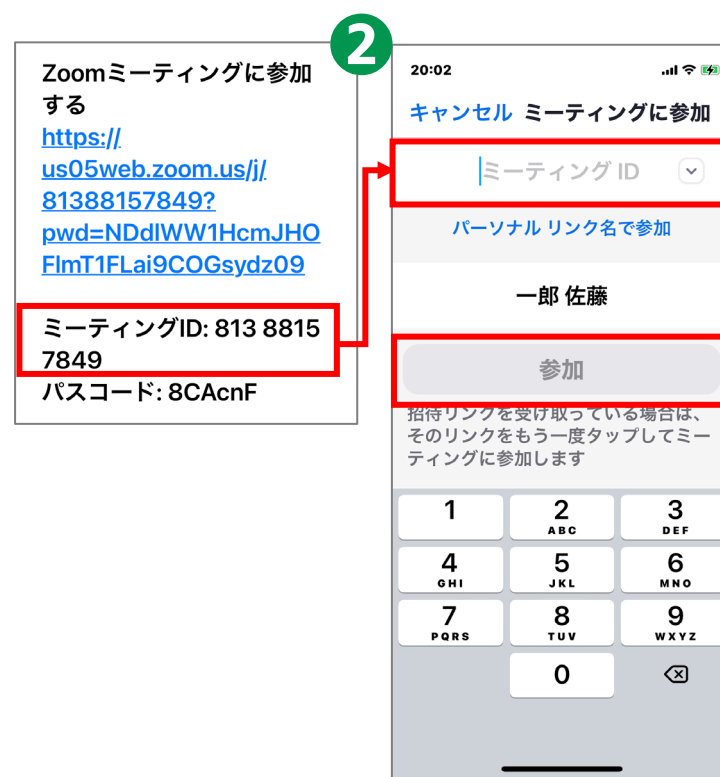 2
Zoomミーティングに参加
する
https://
us05web.zoom.us/j/
81388157849?
pwd=NDdlWW1HcmJHO
FlmT1FLai9COGsydz09
ミーティングID: 813 8815
7849
パスコード: 8CAcnF
20:02
キャンセル ミーティングに参加
ミーティング ID
パーソナル リンク名で参加
一郎 佐藤
参加
招待リンクを受け取っている場合は、
そのリンクをもう一度タップしてミー
ティングに参加します
1 2 3
ABC DEF
4 5 6
GHI JKL MNO
7 8 9
PQRS TUV WXYZ
0